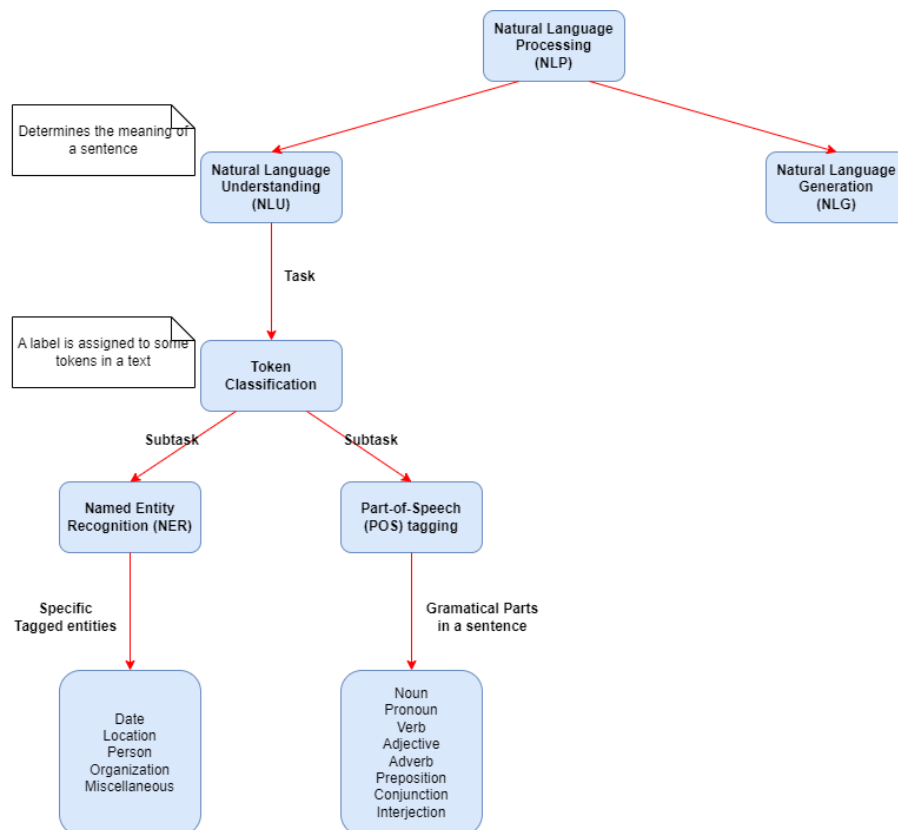 Natural Language
Processing
(NLP)
Determines the meaning of
a sentence
Natural Language
Understanding
(NLU)
Natural Language
Generation
(NLG)
Task
A label is assigned to some
tokens in a text
Token
Classification
Subtask
Subtask
Named Entity
Recognition (NER)
Part-of-Speech
(POS) tagging
Specific
Tagged entities
Gramatical Parts
in a sentence
Date
Location
Person
Organization
Miscellaneous
Noun
Pronoun
Verb
Adjective
Adverb
Preposition
Conjunction
Interjection